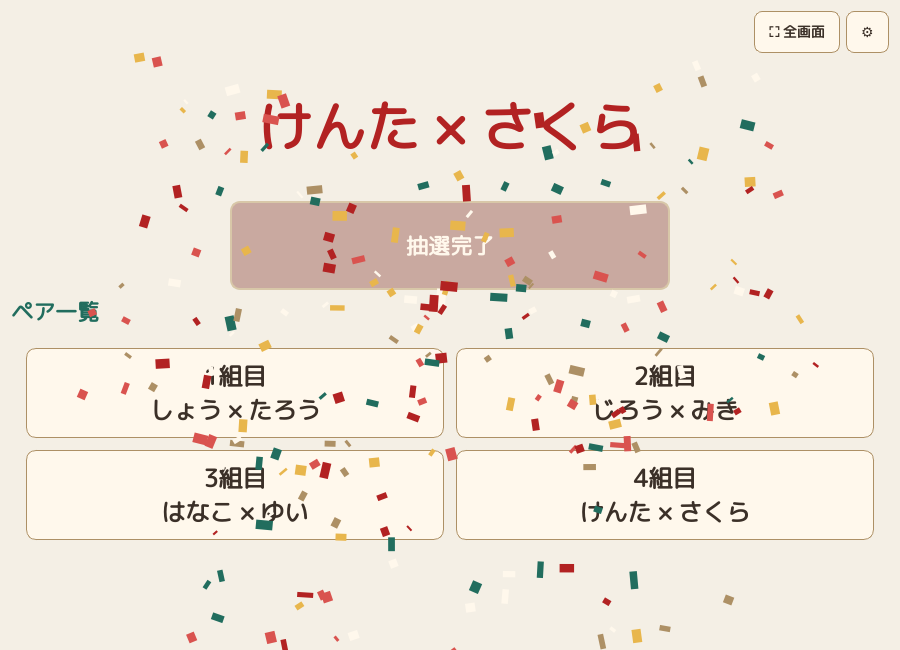 全画面
けんた × さくら
抽選完了
ペア一覧
1組目
しょう × たろう
2組目
じろう × みき
3組目
はなこ × ゆい
4組目
けんた × さくら